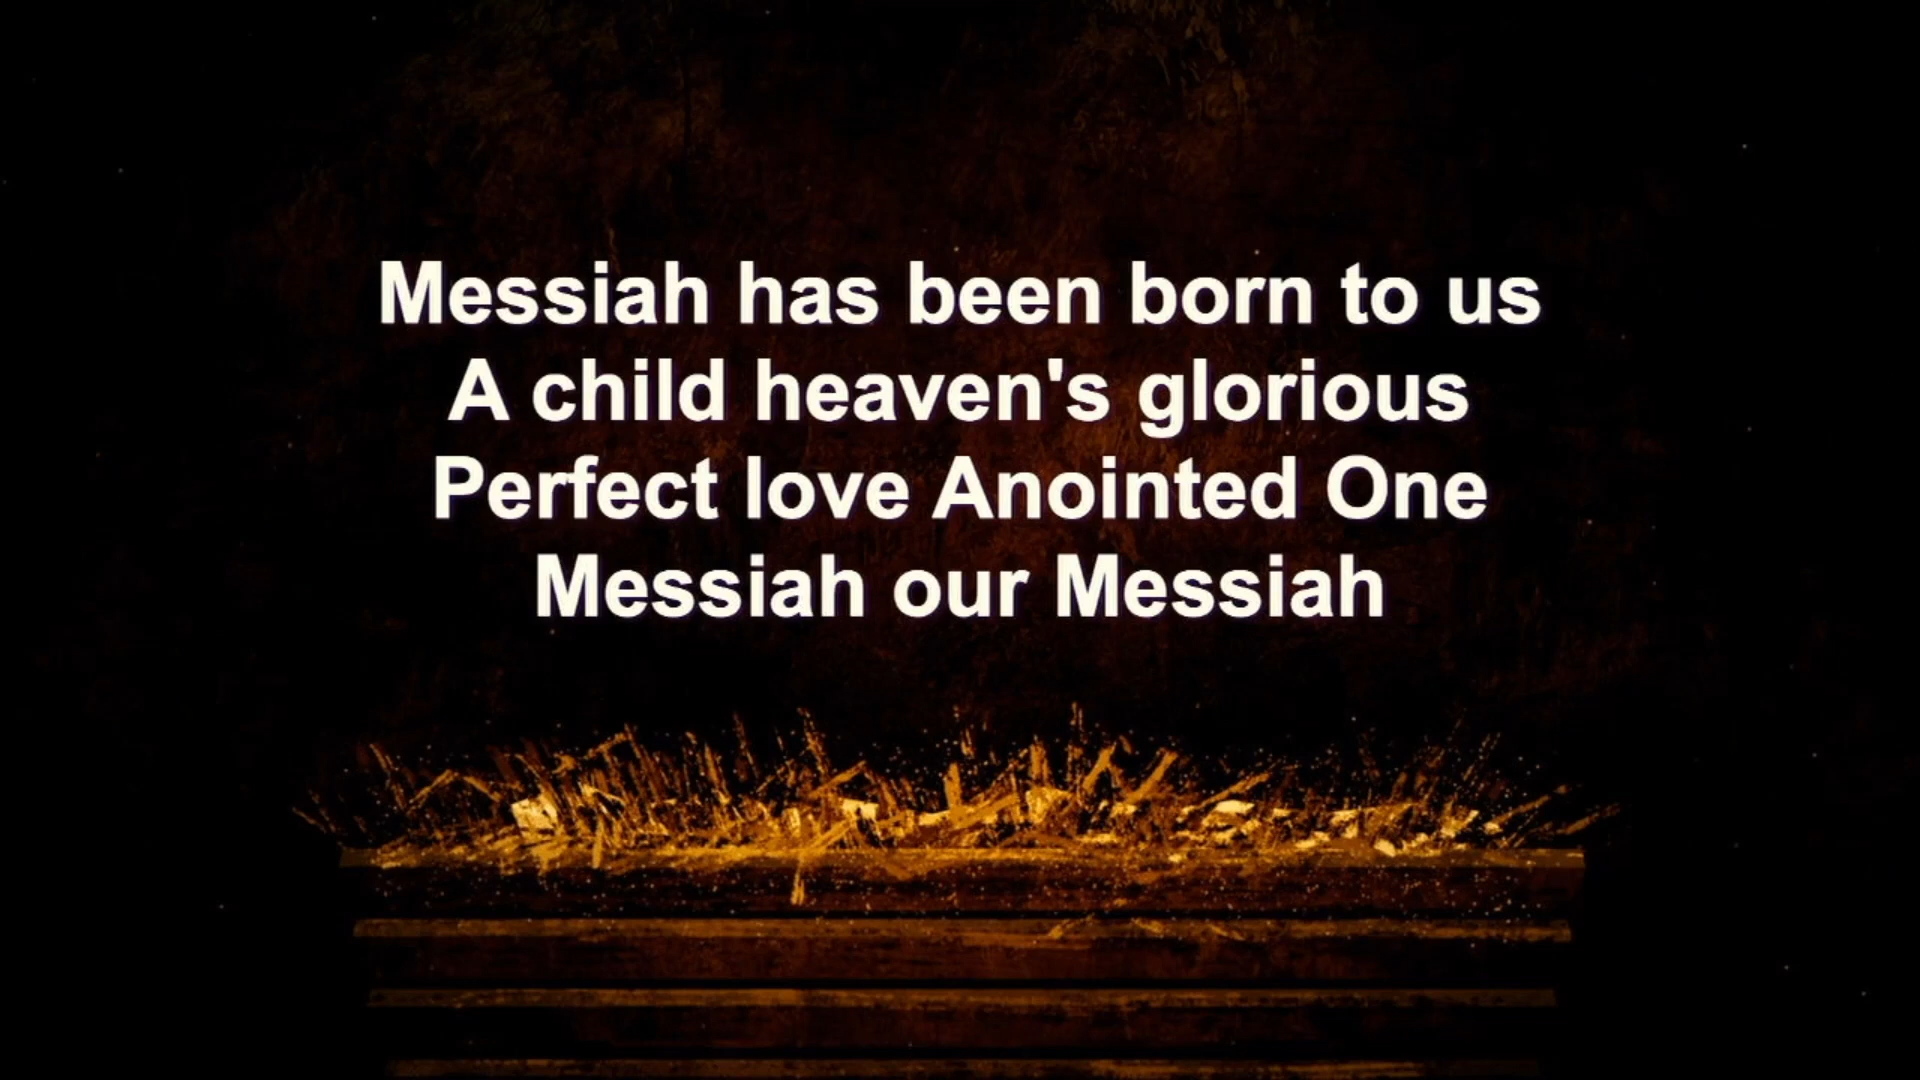 Messiah has been born to us
A child heaven's glorious
Perfect love Anointed One
Messiah our Messiah